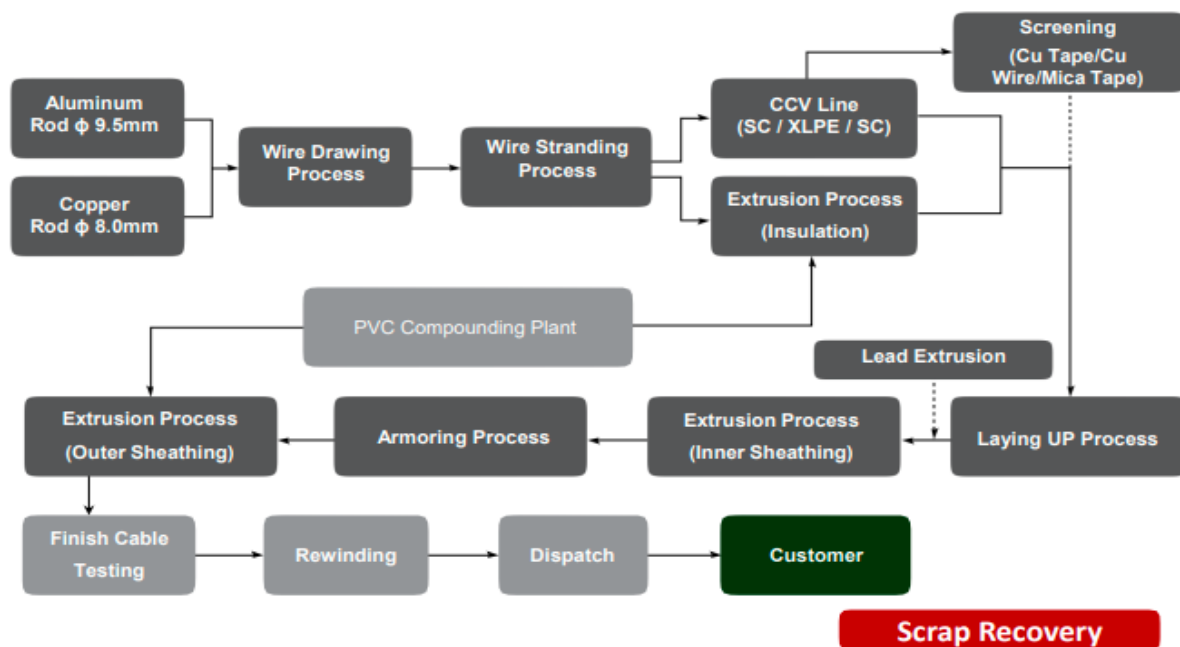 Screening
(Cu Tape/Cu
Wire/Mica Tape)
Aluminum
Rod ϕ 9.5mm
CCV Line
(SC / XLPE / SC)
Wire Drawing
Process
Wire Stranding
Process
Copper
Rod ϕ 8.0mm
Extrusion Process
(Insulation)
PVC Compounding Plant
Lead Extrusion
Extrusion Process
(Outer Sheathing)
Armoring Process
Extrusion Process
(Inner Sheathing)
Laying UP Process
Finish Cable
Testing
Rewinding
Dispatch
Customer
Scrap Recovery